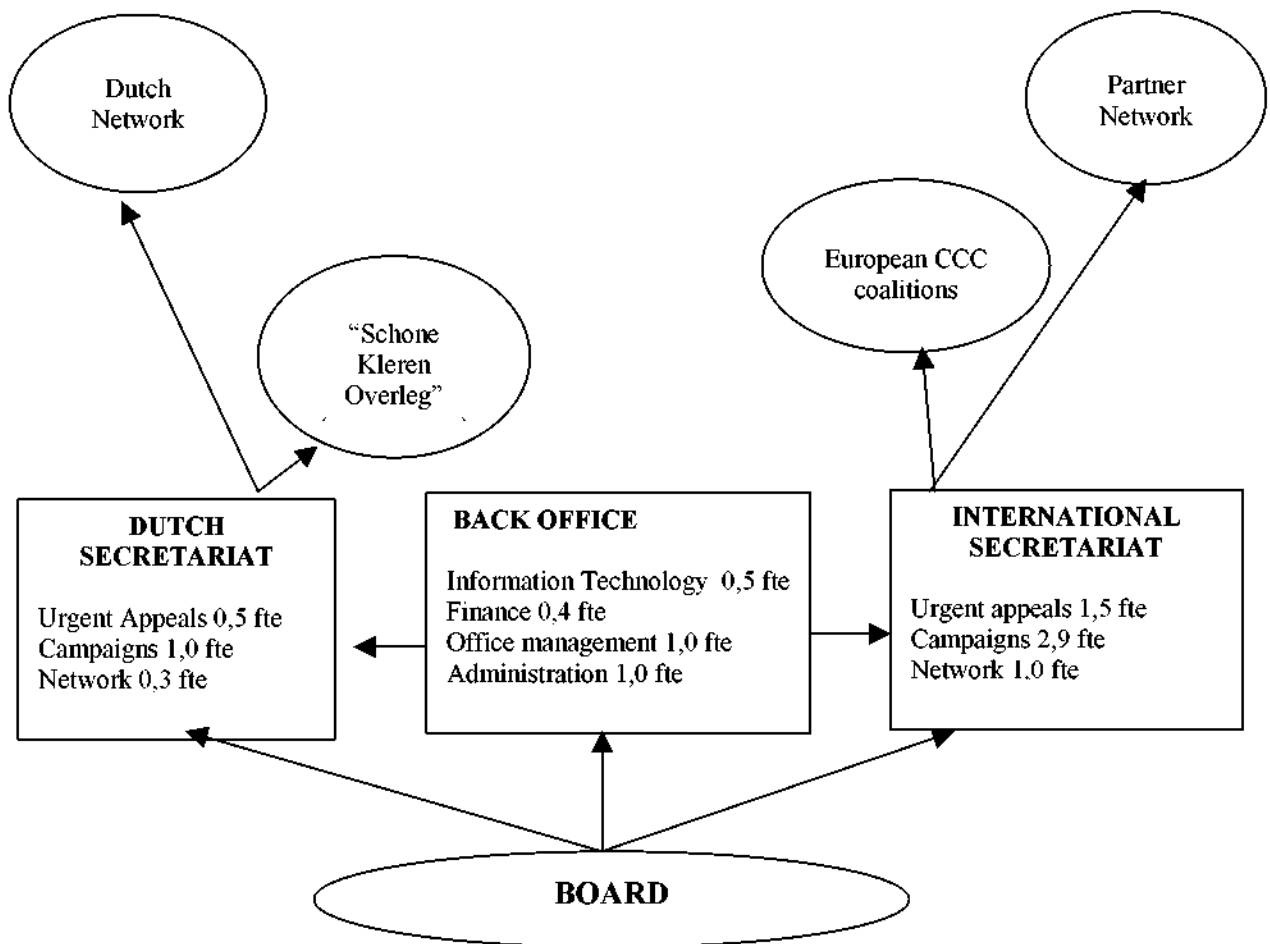 Dutch
Network
Partner
Network
European CCC
coalitions
“Schone
Kleren
Overleg”
DUTCH
SECRETARIAT
Urgent Appeals 0,5 fte
Campaigns 1,0 fte
Network 0,3 fte
BACK OFFICE
Information Technology 0,5 fte
Finance 0,4 fte
Office management 1,0 fte
Administration 1,0 fte
INTERNATIONAL
SECRETARIAT
Urgent appeals 1,5 fte
Campaigns 2,9 fte
Network 1,0 fte
BOARD